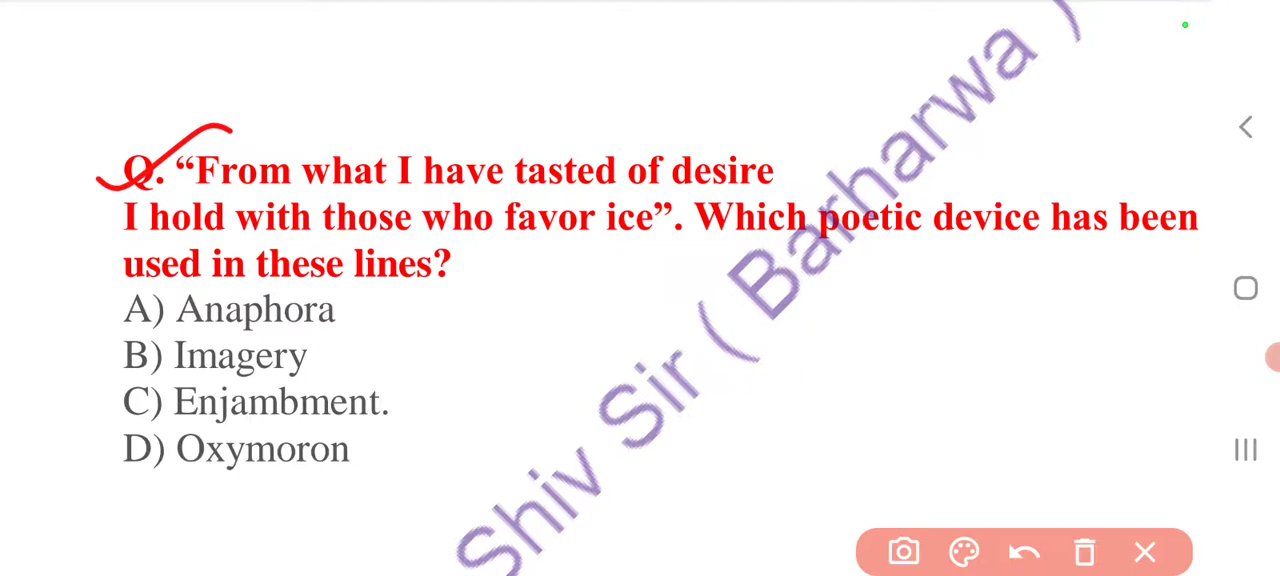 Q. “From what I have tasted of desire
I hold with those who favor ice”. Which poetic device has been
used in these lines?
A) Anaphora
B) Imagery
C) Enjambment.
D) Oxymoron
Shiv Sir ( Barharwa )